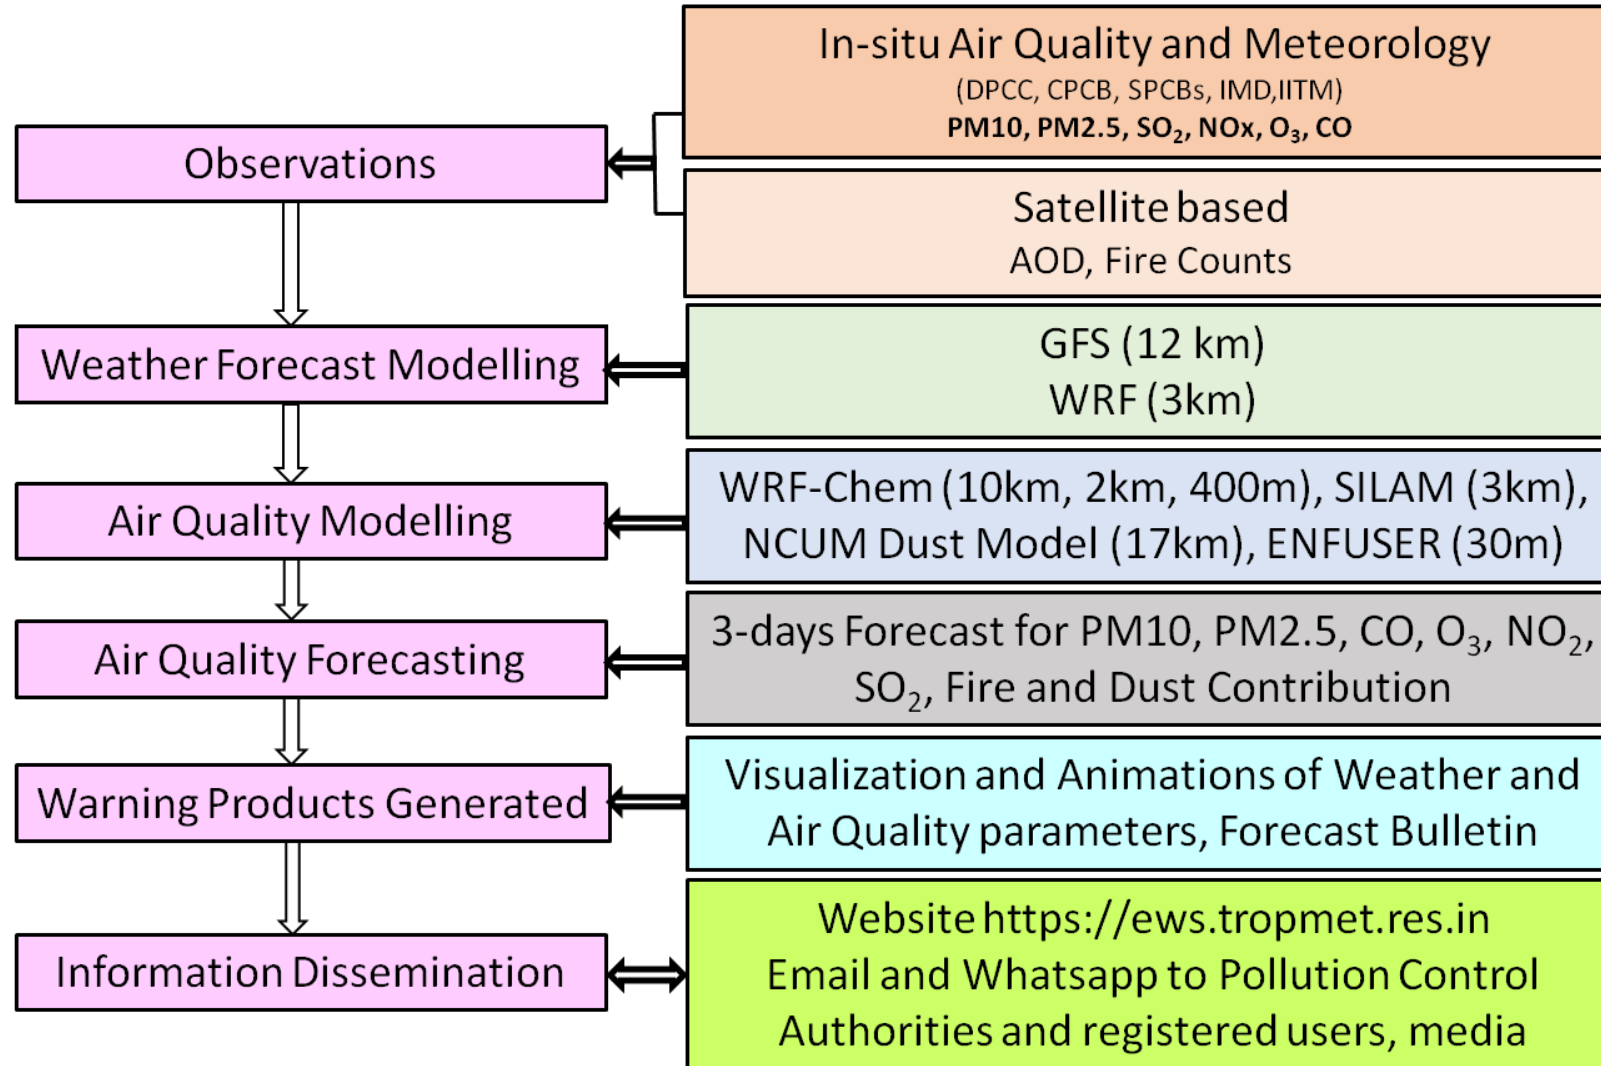 In-situ Air Quality and Meteorology
(DPCC, CPCB, SPCBs, IMD,IITM)
PM10, PM2.5, SO₂, NOx, O₃, CO
Observations
Satellite based
AOD, Fire Counts
Weather Forecast Modelling
GFS (12 km)
WRF (3km)
Air Quality Modelling
WRF-Chem (10km, 2km, 400m), SILAM (3km),
NCUM Dust Model (17km), ENFUSER (30m)
Air Quality Forecasting
3-days Forecast for PM10, PM2.5, CO, O₃, NO₂,
SO₂, Fire and Dust Contribution
Warning Products Generated
Visualization and Animations of Weather and
Air Quality parameters, Forecast Bulletin
Information Dissemination
Website https://ews.tropmet.res.in
Email and Whatsapp to Pollution Control
Authorities and registered users, media